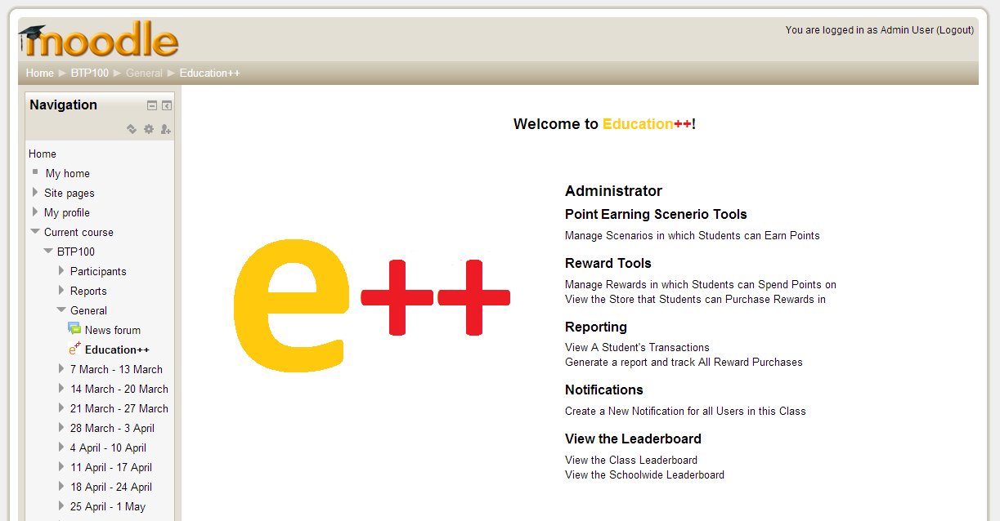 moodle
You are logged in as Admin User (Logout)
Home ▶ BTP100 ▶ General ▶ Education++
Navigation
Home
My home
Site pages
My profile
Current course
BTP100
Participants
Reports
General
News forum
e++ Education++
7 March - 13 March
14 March - 20 March
21 March - 27 March
28 March - 3 April
4 April - 10 April
11 April - 17 April
18 April - 24 April
25 April - 1 May
Welcome to Education++!
e++
Administrator
Point Earning Scenerio Tools
Manage Scenarios in which Students can Earn Points
Reward Tools
Manage Rewards in which Students can Spend Points on
View the Store that Students can Purchase Rewards in
Reporting
View A Student's Transactions
Generate a report and track All Reward Purchases
Notifications
Create a New Notification for all Users in this Class
View the Leaderboard
View the Class Leaderboard
View the Schoolwide Leaderboard